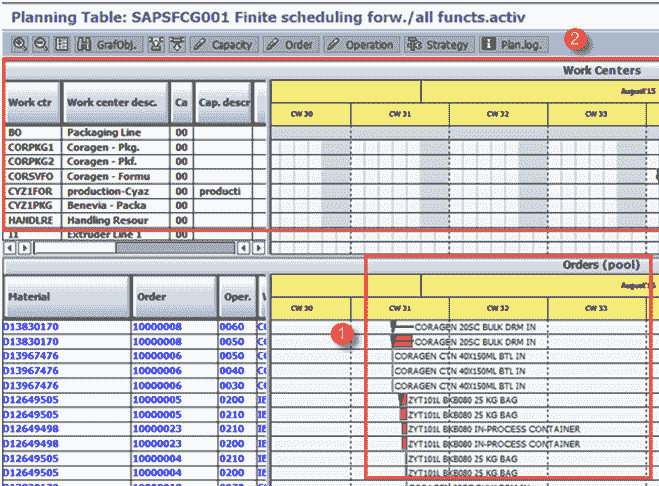 Planning Table: SAPSFCG001 Finite scheduling forw./all functs.activ
GrafObj. Capacity Order Operation Strategy Plan.log. 2
Work Centers
Work ctr Work center desc. Ca Cap. descr
August'15
CW 30 CW 31 CW 32 CW 33
BO Packaging Line 00
CORPKG1 Coragen - Pkg. 00
CORPKG2 Coragen - Pkf. 00
CORSVFO Coragen - Formu 00
CYZ1FOR production-Cyaz 00 producti
CYZ1PKG Benevia - Packa 00
HANDLRE Handling Resour 00
11 Extruder Line 1 00
Orders (pool)
Material Order Oper.
August'15
CW 30 CW 31 CW 32 CW 33
D13830170 10000008 0060 CORAGEN 20SC BULK DRM IN
D13830170 10000008 0050 CORAGEN 20SC BULK DRM IN
1
D13967476 10000006 0050 CORAGEN CTN 40X150ML BTL IN
D13967476 10000006 0040 CORAGEN CTN 40X150ML BTL IN
D13967476 10000006 0030 CORAGEN CTN 40X150ML BTL IN
D12649505 10000005 0200 ZYT101L BKB080 25 KG BAG
D12649505 10000005 0210 ZYT101L BKB080 25 KG BAG
D12649498 10000023 0210 ZYT101L BKB080 IN-PROCESS CONTAINER
D12649498 10000023 0200 ZYT101L BKB080 IN-PROCESS CONTAINER
D12649505 10000004 0210 ZYT101L BKB080 25 KG BAG
D12649505 10000004 0200 ZYT101L BKB080 25 KG BAG